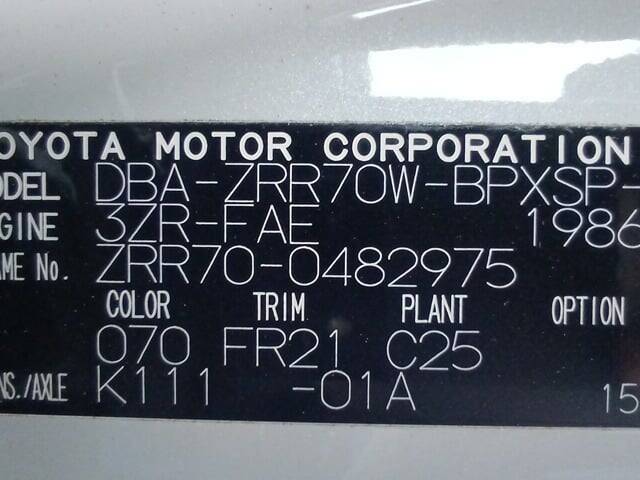 OYOTA MOTOR CORPORATION
ODEL DBA-ZRR70W-BPXSP-
GINE 3ZR-FAE 1986
AME No. ZRR70-0482975
COLOR TRIM PLANT OPTION
070 FR21 C25
NS./AXLE K111 -01A 15